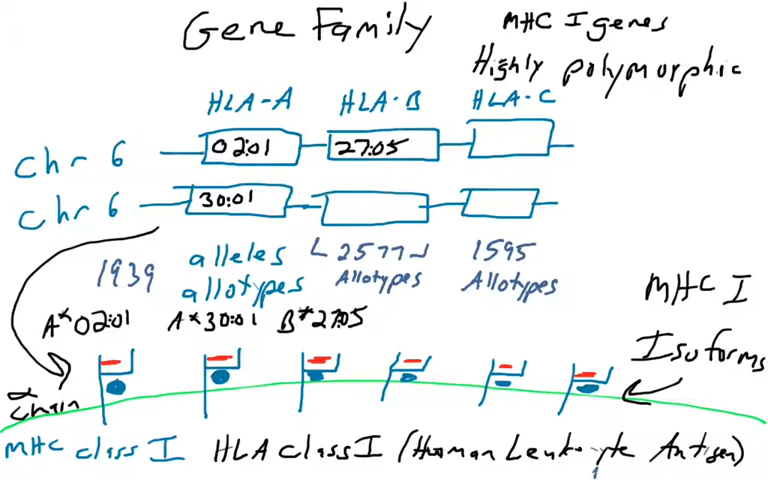 Gene Family
MHC I genes
Highly polymorphic
HLA-A HLA-B HLA-C
chr 6 02:01 27:05
chr 6 30:01
1939 alleles allotypes
2577 Allotypes
1595 Allotypes
A*02:01 A*30:01 B*27:05
MHC I
Isoforms
α chain
MHC class I HLA class I (Human Leukocyte Antigen)